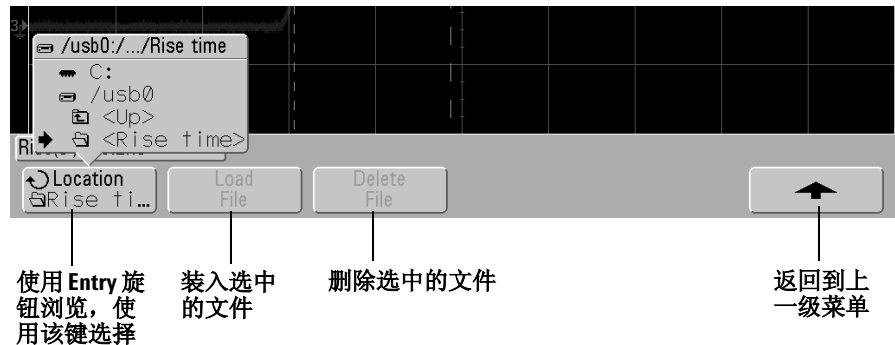 3
/usb0:/.../Rise time
C:
/usb0
<Up>
<Rise time>
Location
Rise ti...
Load
File
Delete
File
使用 Entry 旋
钮浏览，使
用该键选择
装入选中
的文件
删除选中的文件
返回到上
一级菜单